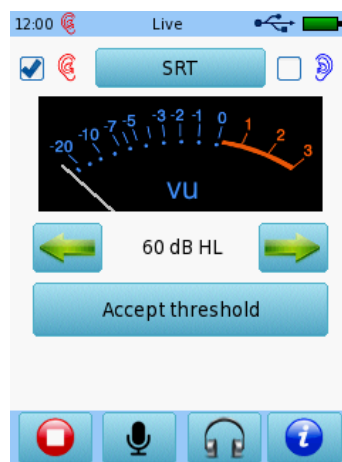 12:00 Live
SRT
-20 -10 -7 -5 -3 -2 -1 0 1 2 3
vu
60 dB HL
Accept threshold
i